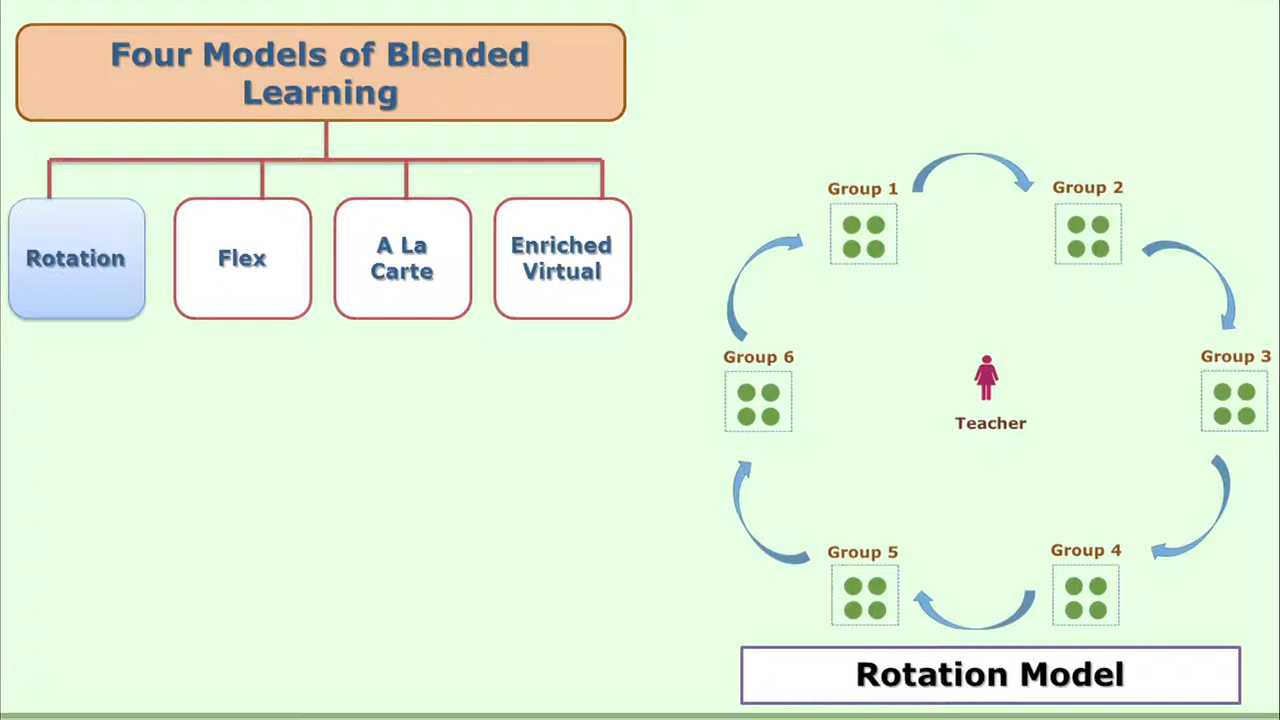 Four Models of Blended
Learning
Rotation
Flex
A La
Carte
Enriched
Virtual
Group 1
Group 2
Group 6
Group 3
Teacher
Group 5
Group 4
Rotation Model